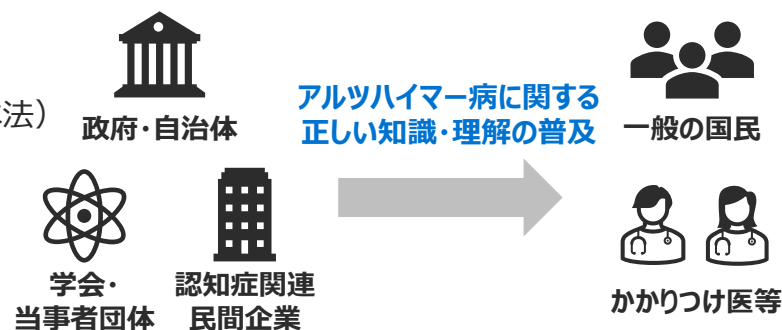 法）
政府・自治体
学会・
当事者団体
認知症関連
民間企業
アルツハイマー病に関する
正しい知識・理解の普及
一般の国民
かかりつけ医等